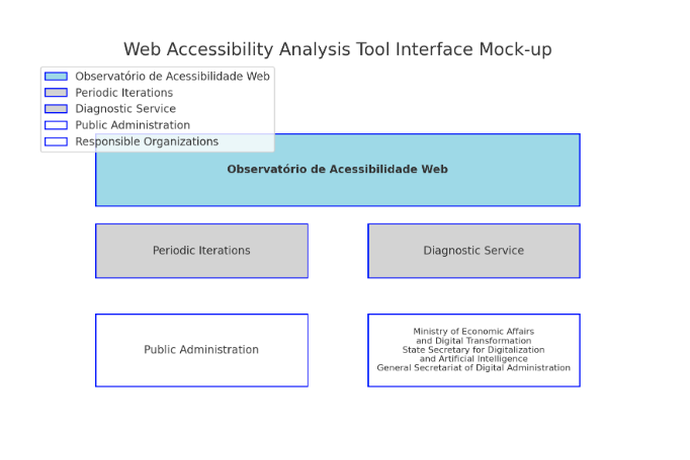 Web Accessibility Analysis Tool Interface Mock-up
Observatório de Acessibilidade Web
Periodic Iterations
Diagnostic Service
Public Administration
Responsible Organizations
Observatório de Acessibilidade Web
Periodic Iterations
Diagnostic Service
Public Administration
Ministry of Economic Affairs
and Digital Transformation
State Secretary for Digitalization
and Artificial Intelligence
General Secretariat of Digital Administration